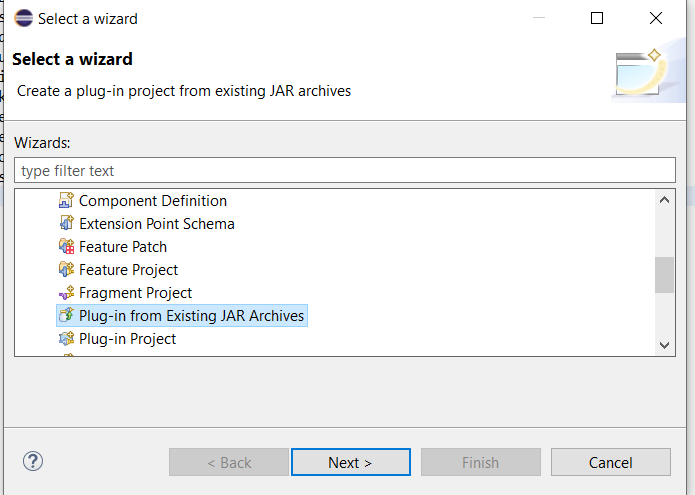 Select a wizard
Select a wizard
Create a plug-in project from existing JAR archives
Wizards:
type filter text
Component Definition
Extension Point Schema
Feature Patch
Feature Project
Fragment Project
Plug-in from Existing JAR Archives
Plug-in Project
?
< Back
Next >
Finish
Cancel